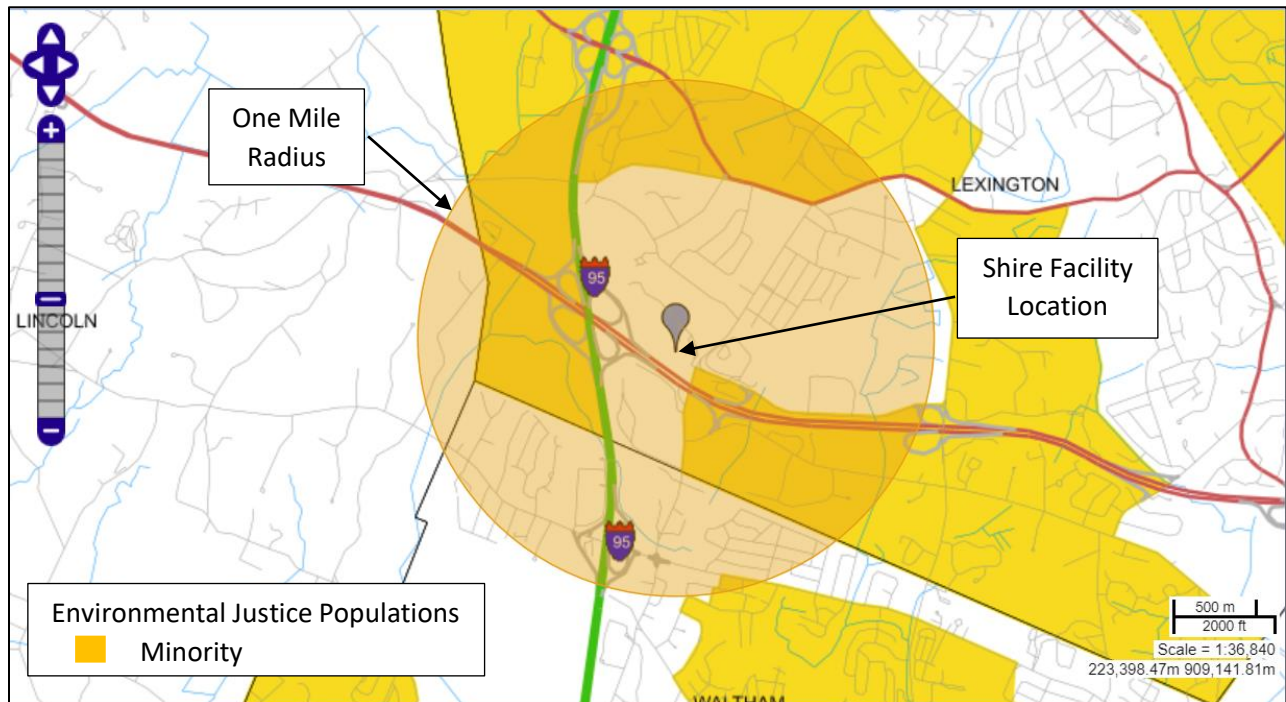 One Mile
Radius
LEXINGTON
Shire Facility
Location
95
LINCOLN
95
Environmental Justice Populations
Minority
500 m
2000 ft
Scale = 1:36,840
223,398.47m 909,141.81m
WALTHAM